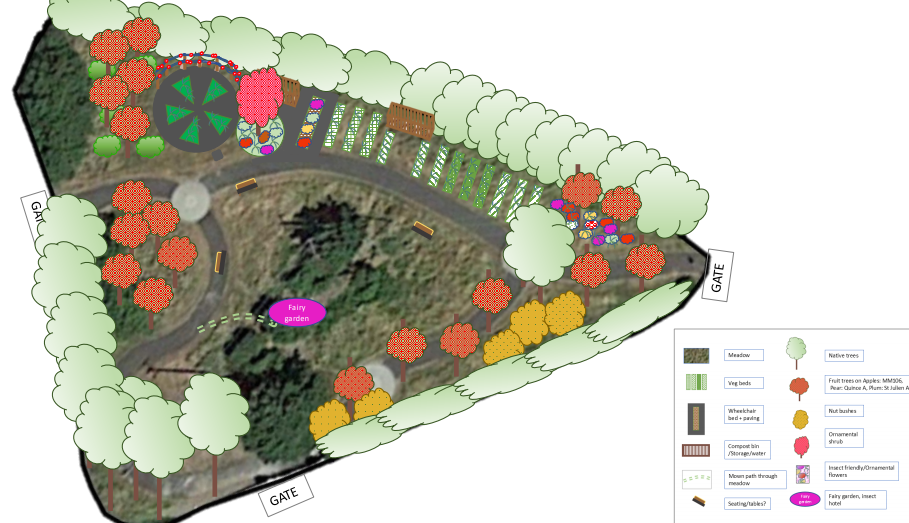 GATE
GATE
GATE
Fairy
garden
Meadow
Veg beds
Wheelchair
bed + paving
Compost bin
/Storage/water
Mown path through
meadow
Seating/tables?
Native trees
Fruit trees on Apples: MM106,
Pear: Quince A, Plum: St Julien A
Nut bushes
Ornamental
shrub
Insect friendly/Ornamental
flowers
Fairy
garden
Fairy garden, insect
hotel